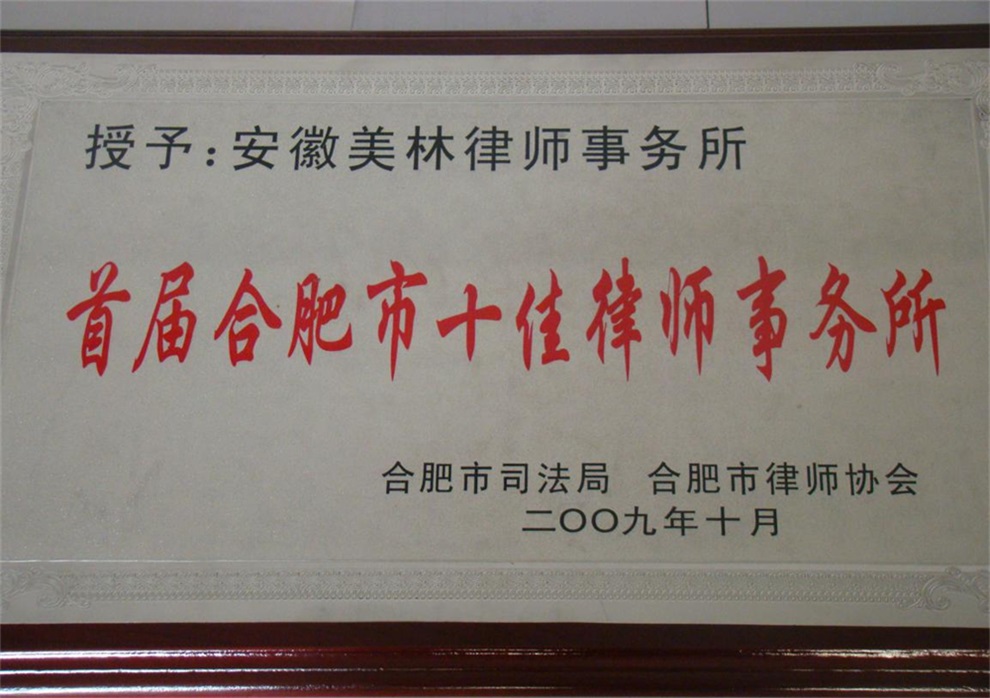 授予:安徽美林律师事务所
首届合肥市十佳律师事务所
合肥市司法局 合肥市律师协会
二〇〇九年十月